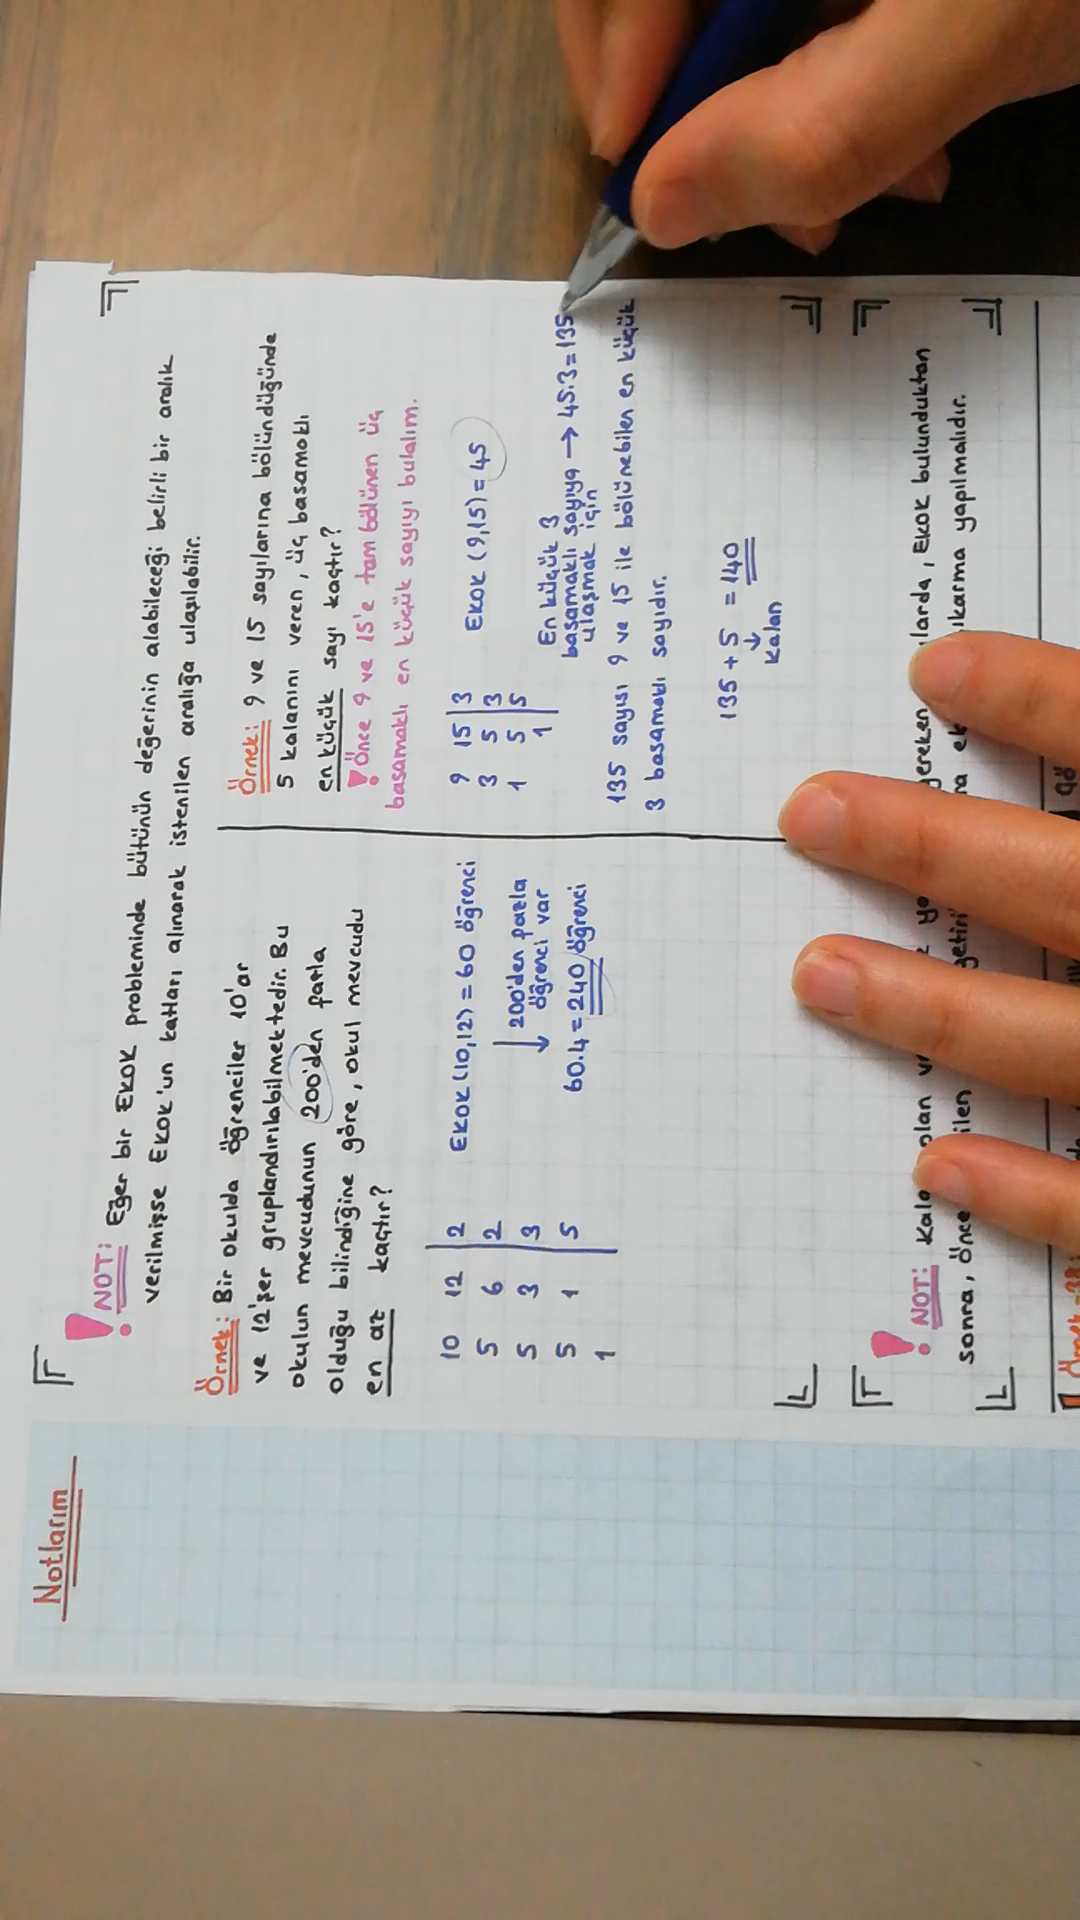 Notlarım
! NOT: Eğer bir EKOK probleminde bütünün değerinin alabileceği belirli bir aralık
verilmişse EKOK'un katları alınarak istenilen aralığa ulaşılabilir.
Örnek: Bir okulda öğrenciler 10'ar
ve 12'şer gruplandırılabilmektedir. Bu
okulun mevcudunun 200'den fazla
olduğu bilindiğine göre, okul mevcudu
en az kaçtır?
10 12 | 2
5 6 | 2
5 3 | 3
5 1 | 5
1
EKOK (10,12) = 60 öğrenci
↓ 200'den fazla
öğrenci var
60.4 = 240 öğrenci
Örnek: 9 ve 15 sayılarına bölündüğünde
5 kalanını veren, üç basamaklı
en küçük sayı kaçtır?
! Önce 9 ve 15'e tam bölünen üç
basamaklı en küçük sayıyı bulalım.
9 15 | 3
3 5 | 3
1 5 | 5
1
EKOK (9,15) = 45
En küçük 3
basamaklı sayıya → 45.3 = 135
ulaşmak için
135 sayısı 9 ve 15 ile bölünebilen en küçük
3 basamaklı sayıdır.
135 + 5 = 140
↓
Kalan
! NOT: olan gereken larda, EKOK bulunduktan
sonra, önce ilen ıkarma yapılmalıdır.